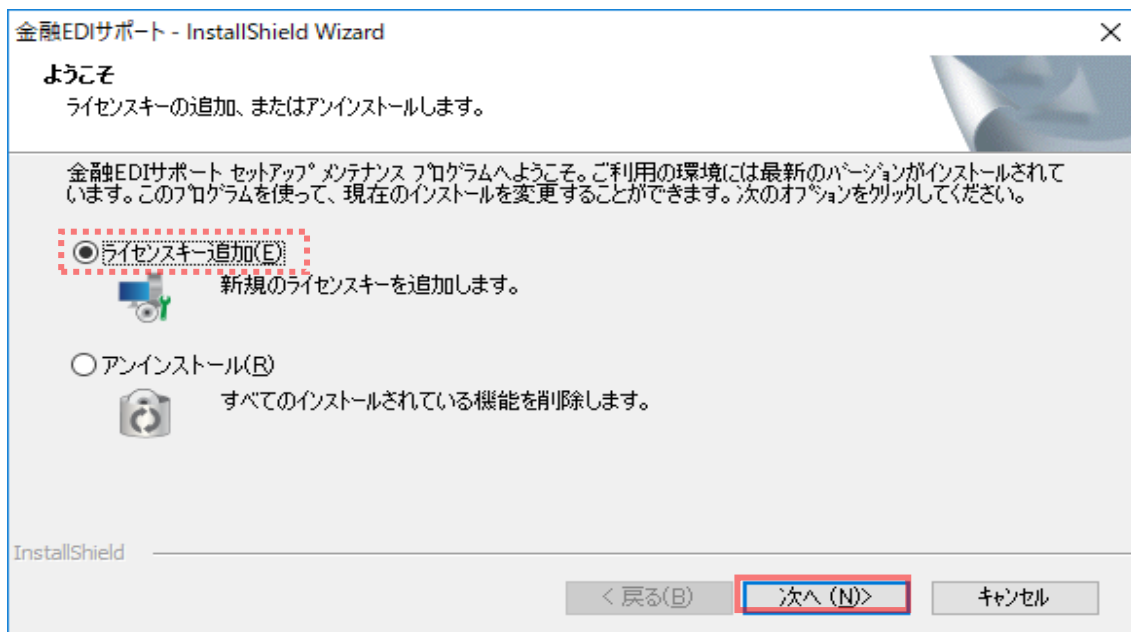 金融EDIサポート - InstallShield Wizard
ようこそ
ライセンスキーの追加、またはアンインストールします。
金融EDIサポート セットアップ メンテナンス プログラムへようこそ。ご利用の環境には最新のバージョンがインストールされて
います。このプログラムを使って、現在のインストールを変更することができます。次のオプションをクリックしてください。
ライセンスキー追加(E)
新規のライセンスキーを追加します。
アンインストール(R)
すべてのインストールされている機能を削除します。
InstallShield
< 戻る(B)
次へ (N)>
キャンセル